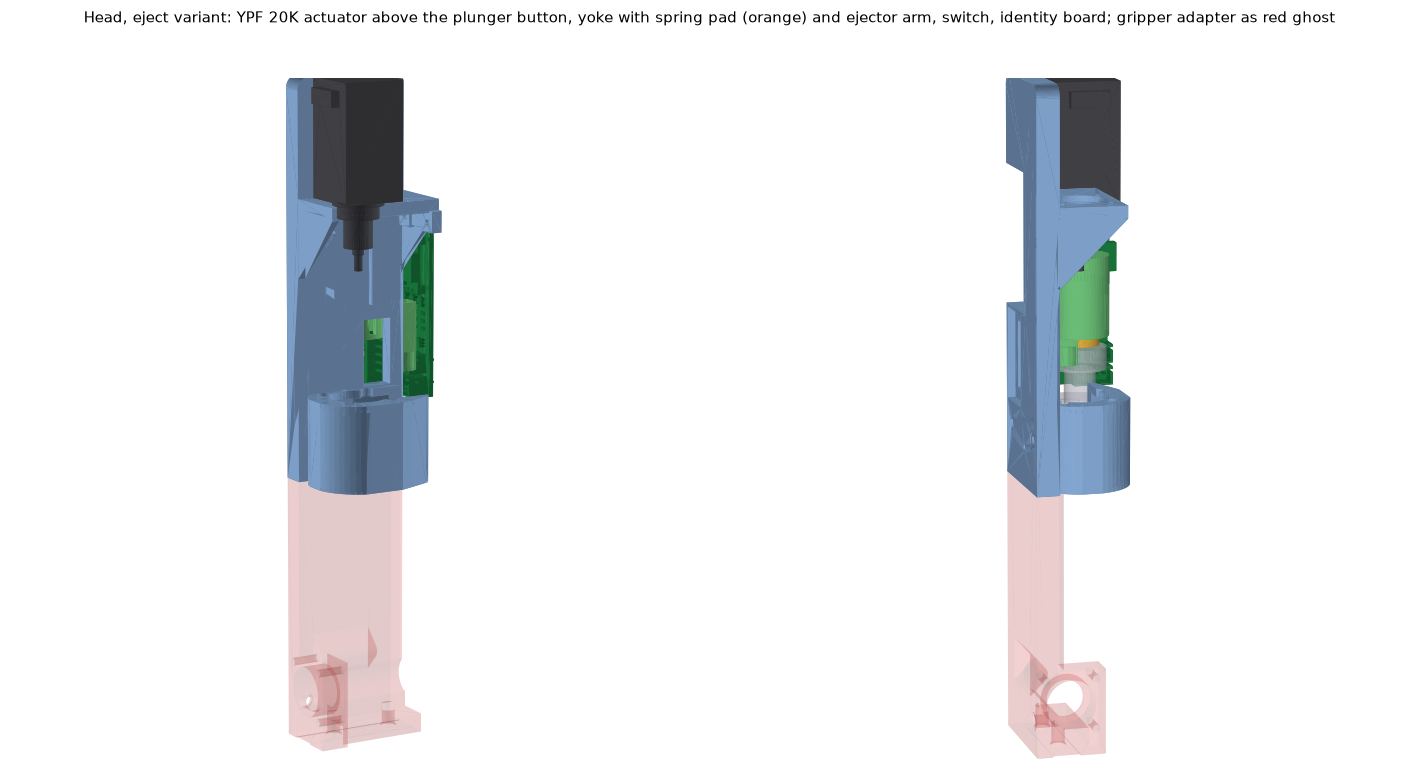 Head, eject variant: YPF 20K actuator above the plunger button, yoke with spring pad (orange) and ejector arm, switch, identity board; gripper adapter as red ghost